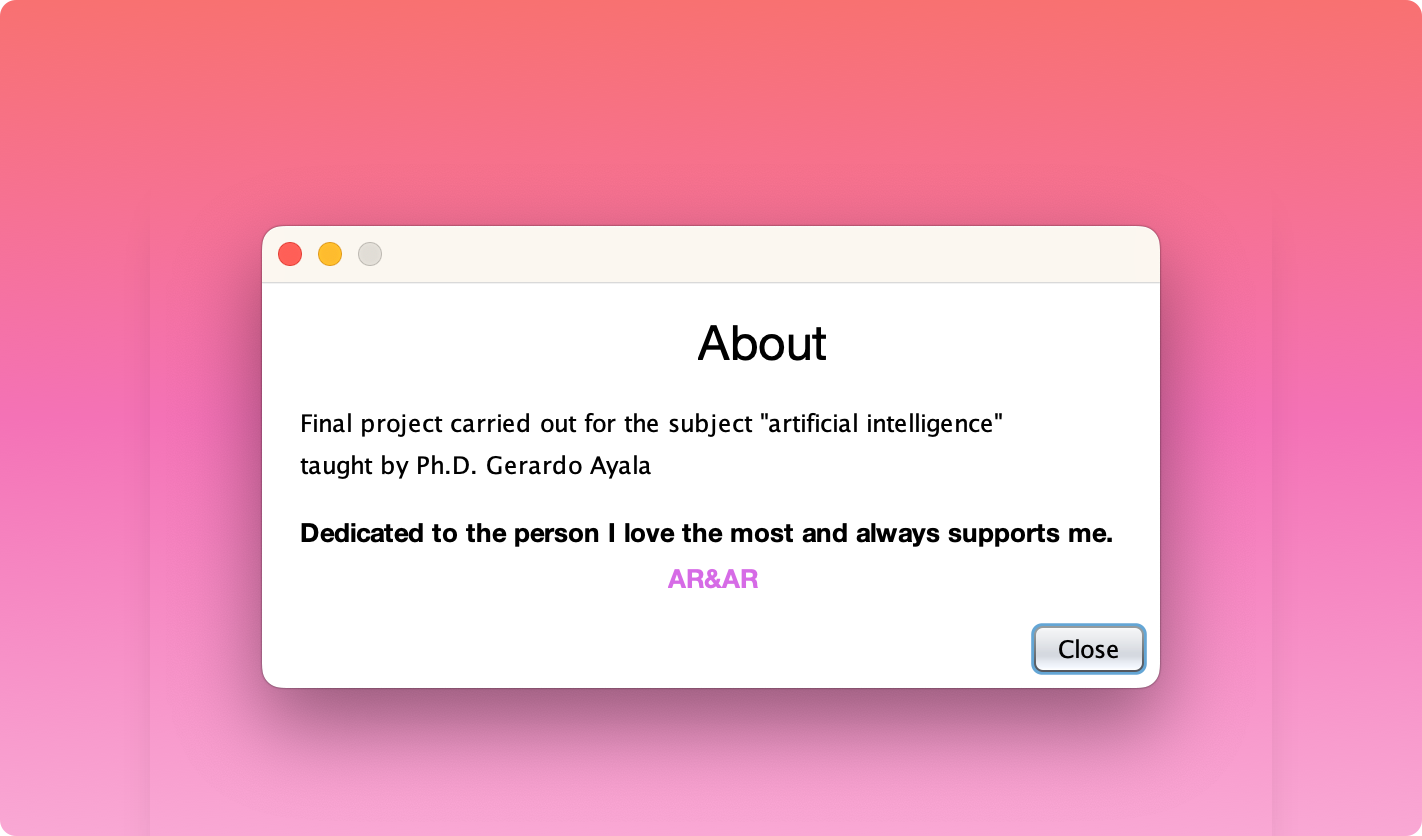 About
Final project carried out for the subject "artificial intelligence"
taught by Ph.D. Gerardo Ayala
Dedicated to the person I love the most and always supports me.
AR&AR
Close